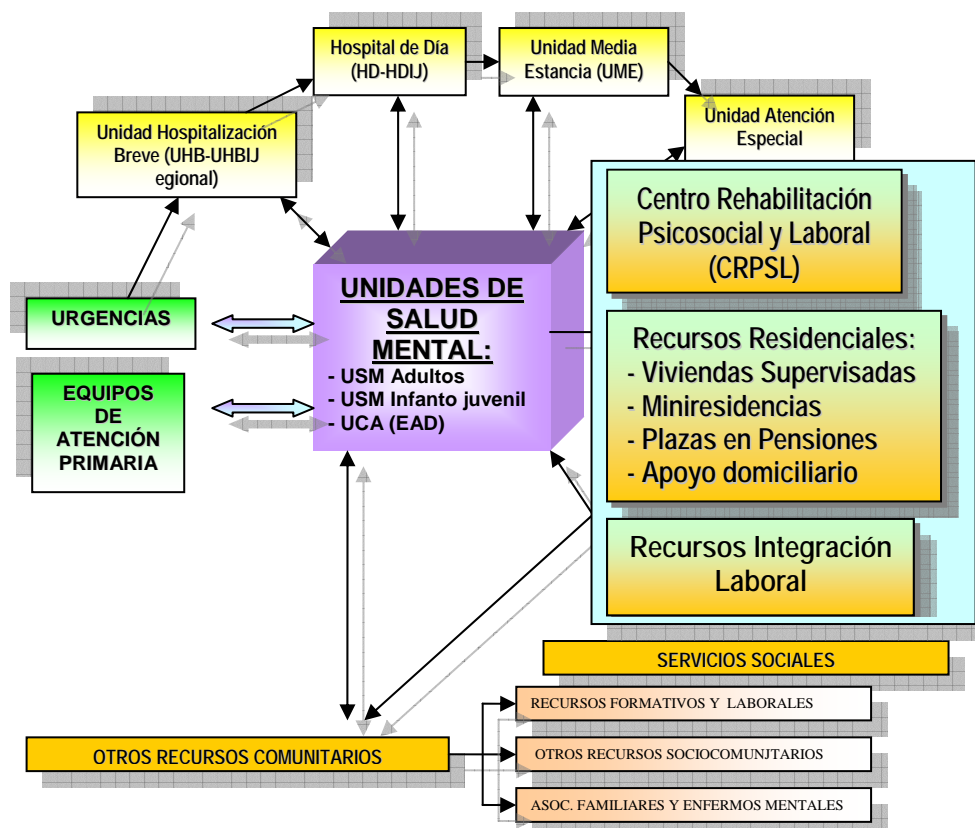 Hospital de Día
(HD-HDIJ)
Unidad Media
Estancia (UME)
Unidad Hospitalización
Breve (UHB-UHBIJ
egional)
Unidad Atención
Especial
Centro Rehabilitación
Psicosocial y Laboral
(CRPSL)
URGENCIAS
UNIDADES DE
SALUD
MENTAL:
- USM Adultos
- USM Infanto juvenil
- UCA (EAD)
Recursos Residenciales:
- Viviendas Supervisadas
- Miniresidencias
- Plazas en Pensiones
- Apoyo domiciliario
EQUIPOS
DE
ATENCIÓN
PRIMARIA
Recursos Integración
Laboral
SERVICIOS SOCIALES
OTROS RECURSOS COMUNITARIOS
RECURSOS FORMATIVOS Y LABORALES
OTROS RECURSOS SOCIOCOMUNJTARIOS
ASOC. FAMILIARES Y ENFERMOS MENTALES